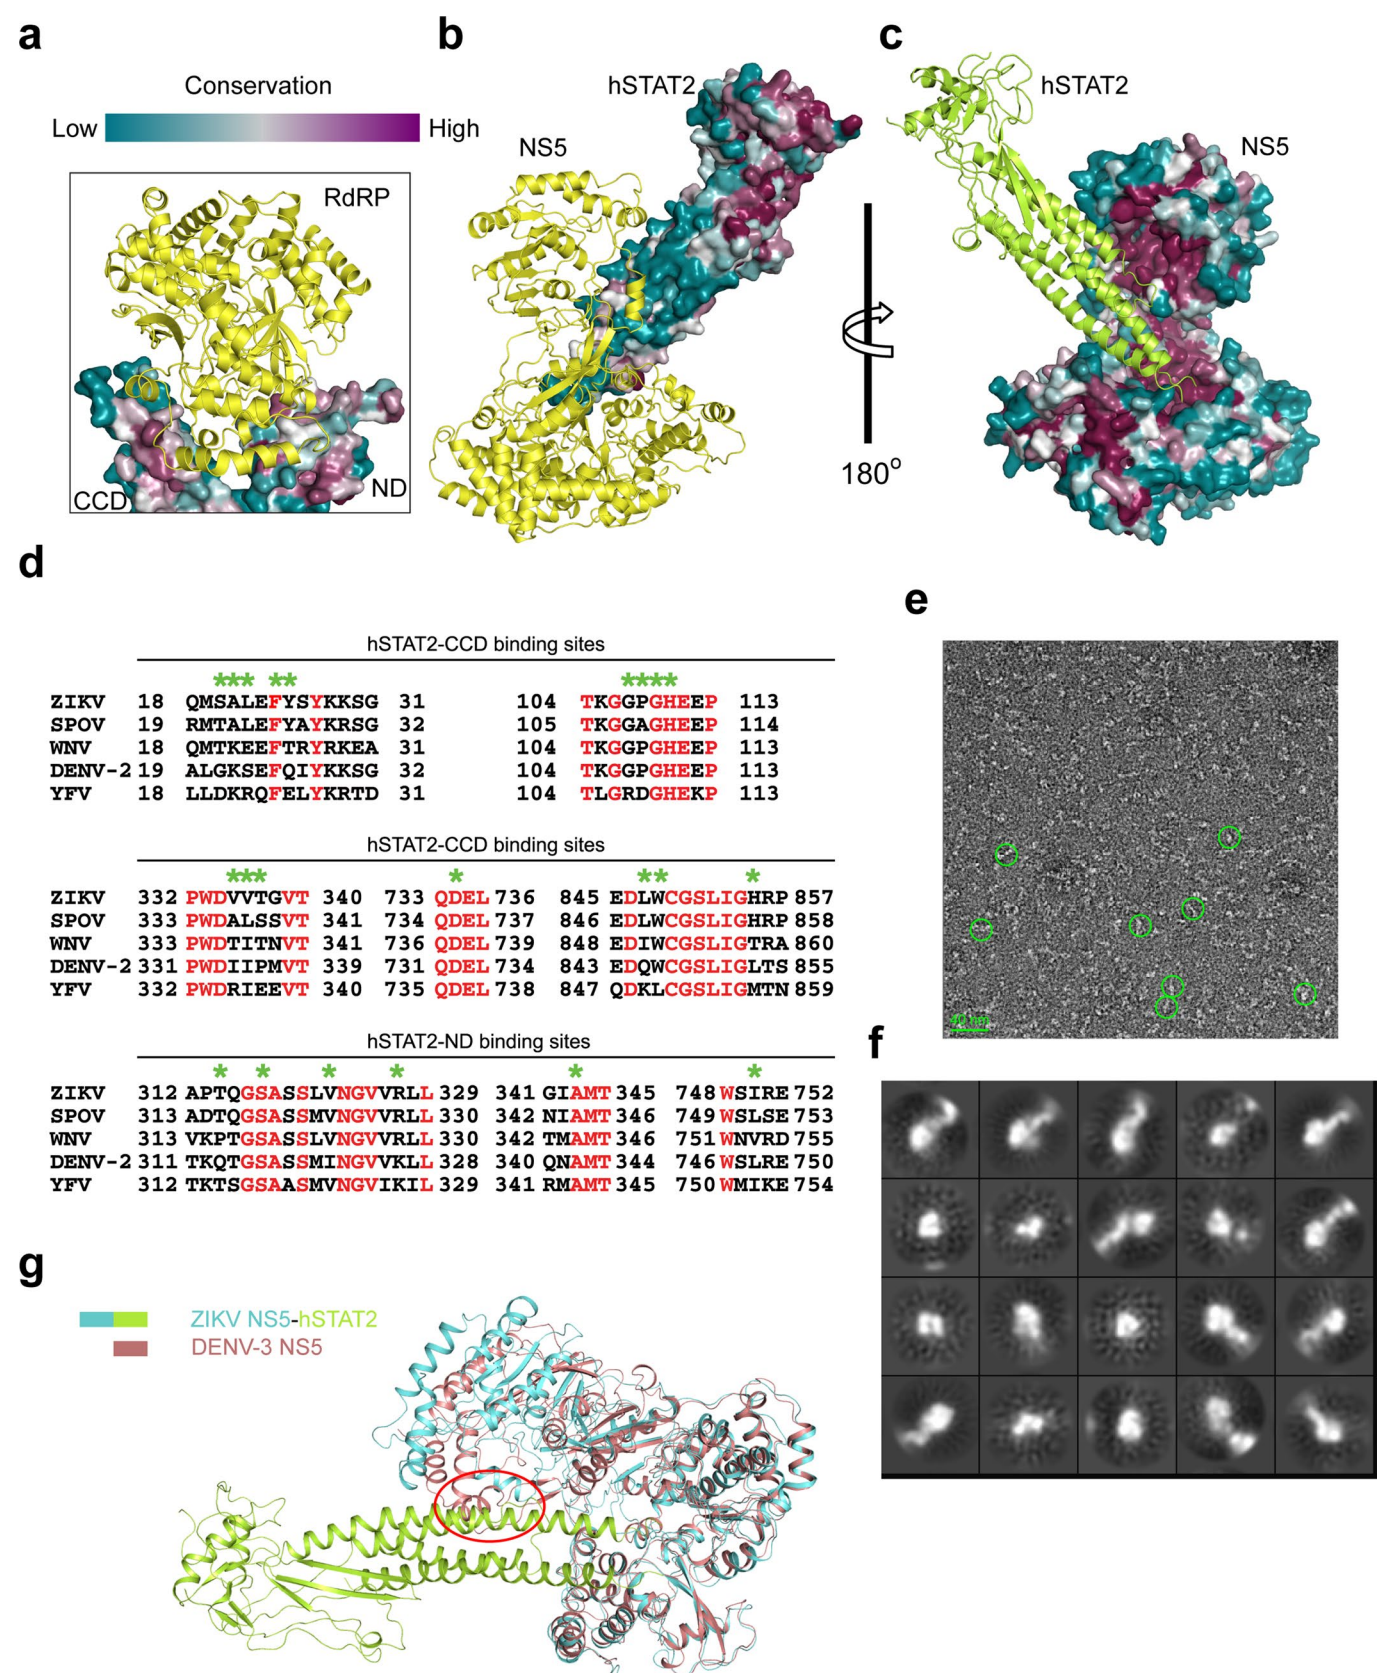 a
Conservation
Low
High
RdRP
CCD
ND
b
hSTAT2
NS5
c
hSTAT2
NS5
180°
d
hSTAT2-CCD binding sites
*** ** ****
ZIKV 18 QMSALEFYSYKKSG 31 104 TKGGPGHEEP 113
SPOV 19 RMTALEFYAYKRSG 32 105 TKGGAGHEEP 114
WNV 18 QMTKEEFTRYRKEA 31 104 TKGGPGHEEP 113
DENV-2 19 ALGKSEFQIYKKSG 32 104 TKGGPGHEEP 113
YFV 18 LLDKRQFELYKRTD 31 104 TLGRDGHEKP 113
hSTAT2-CCD binding sites
*** * ** *
ZIKV 332 PWDVVTGVT 340 733 QDEL 736 845 EDLWCGSLIGHRP 857
SPOV 333 PWDALSSVT 341 734 QDEL 737 846 EDLWCGSLIGHRP 858
WNV 333 PWDTITNVT 341 736 QDEL 739 848 EDIWCGSLIGTRA 860
DENV-2 331 PWDIIPMVT 339 731 QDEL 734 843 EDQWCGSLIGLTS 855
YFV 332 PWDRIEEVT 340 735 QDEL 738 847 QDKLCGSLIGMTN 859
hSTAT2-ND binding sites
* * * * * *
ZIKV 312 APTQGSASSLVNGVVRLL 329 341 GIAMT 345 748 WSIRE 752
SPOV 313 ADTQGSASSMVNGVVRLL 330 342 NIAMT 346 749 WSLSE 753
WNV 313 VKPTGSASSLVNGVVRLL 330 342 TMAMT 346 751 WNVRD 755
DENV-2 311 TKQTGSASSMINGVVKLL 328 340 QNAMT 344 746 WSLRE 750
YFV 312 TKTSGSAASMVNGVIKIL 329 341 RMAMT 345 750 WMIKE 754
e
40 nm
f
g
ZIKV NS5-hSTAT2
DENV-3 NS5